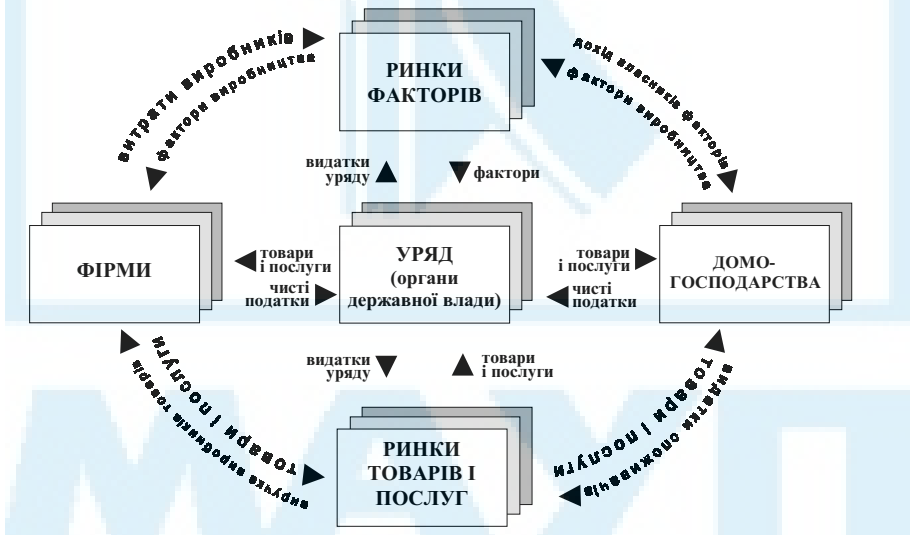 витрати виробників
фактори виробництва
РИНКИ
ФАКТОРІВ
дохід власників факторів
фактори виробництва
видатки
уряду
фактори
ФІРМИ
товари
і послуги
чисті
податки
УРЯД
(органи
державної влади)
товари
і послуги
чисті
податки
ДОМО-
ГОСПОДАРСТВА
видатки
уряду
товари
і послуги
товари і послуги
виручка виробників товарів
РИНКИ
ТОВАРІВ І
ПОСЛУГ
товари і послуги
видатки споживачів
МАУП